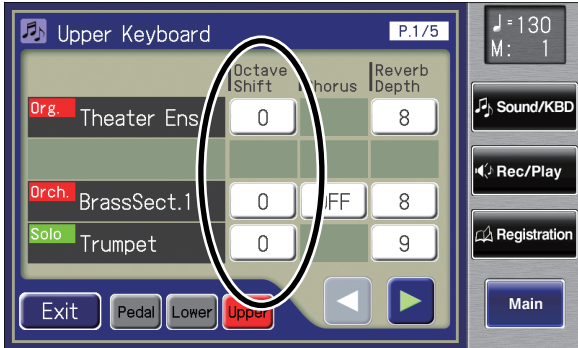 Upper Keyboard P.1/5
♩=130
M: 1
Octave Shift
Chorus
Reverb Depth
Org. Theater Ens 0 8
Orch. BrassSect.1 0 OFF 8
Solo Trumpet 0 9
Exit Pedal Lower Upper
Sound/KBD
Rec/Play
Registration
Main